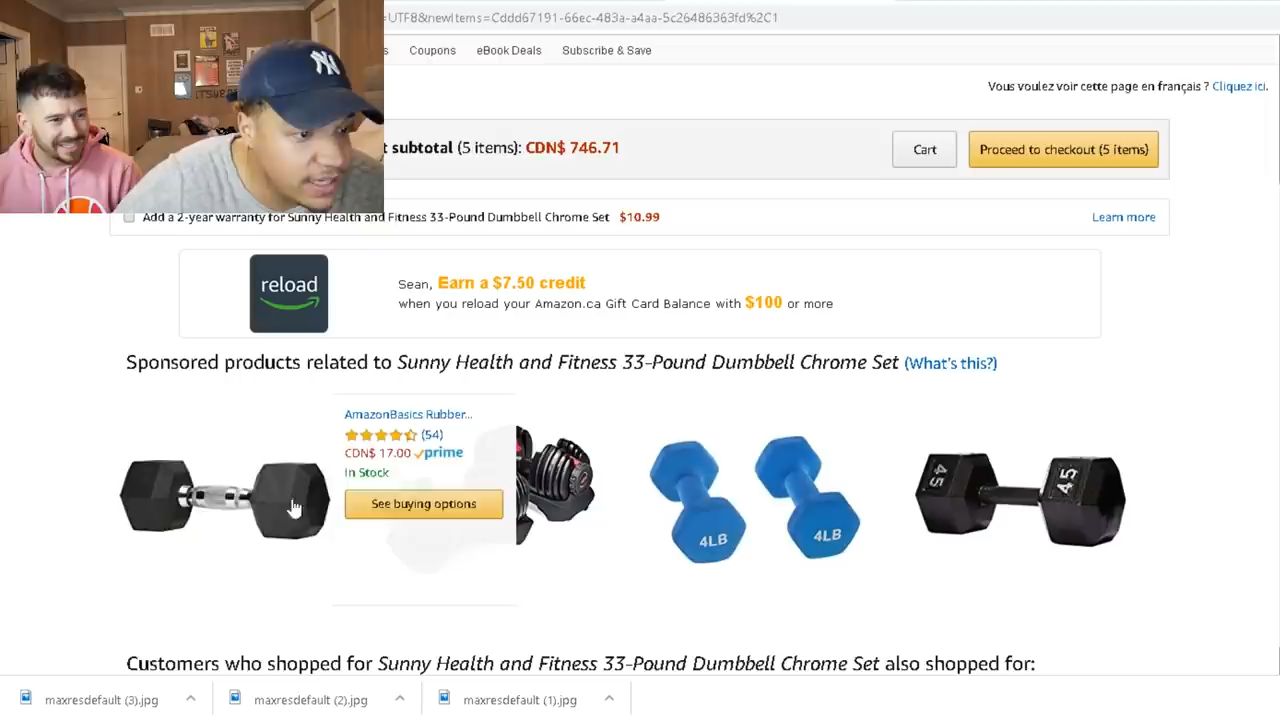 =UTF8&newItems=Cddd67191-66ec-483a-a4aa-5c26486363fd%2C1
s Coupons eBook Deals Subscribe & Save
Vous voulez voir cette page en français ? Cliquez ici.
t subtotal (5 items): CDN$ 746.71
Cart
Proceed to checkout (5 items)
Add a 2-year warranty for Sunny Health and Fitness 33-Pound Dumbbell Chrome Set $10.99
Learn more
reload
Sean, Earn a $7.50 credit
when you reload your Amazon.ca Gift Card Balance with $100 or more
Sponsored products related to Sunny Health and Fitness 33-Pound Dumbbell Chrome Set (What's this?)
AmazonBasics Rubber...
(54)
CDN$ 17.00 prime
In Stock
See buying options
4LB
4LB
45
45
Customers who shopped for Sunny Health and Fitness 33-Pound Dumbbell Chrome Set also shopped for:
maxresdefault (3).jpg
maxresdefault (2).jpg
maxresdefault (1).jpg
NY